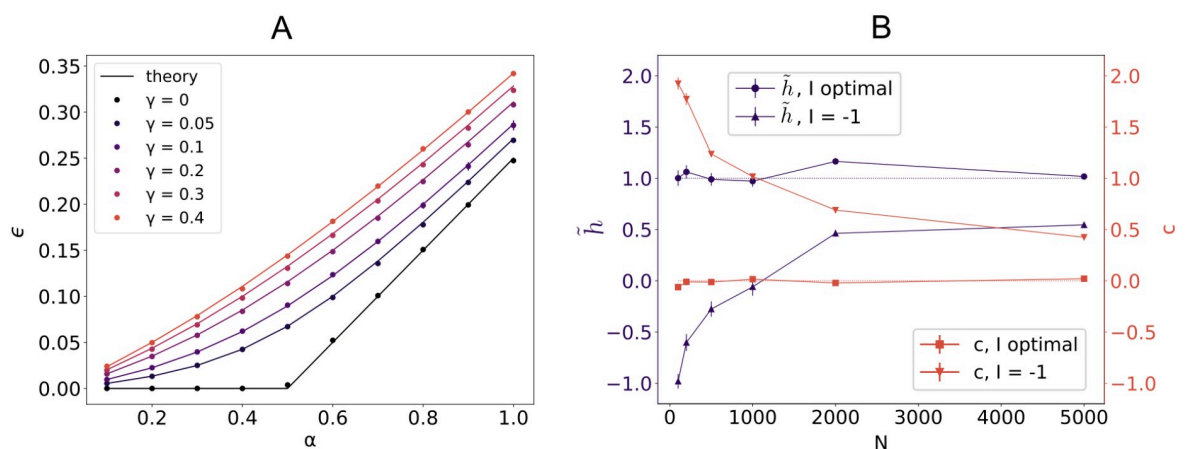 A
0.35
0.30
0.25
0.20
0.15
0.10
0.05
0.00
ϵ
theory
γ = 0
γ = 0.05
γ = 0.1
γ = 0.2
γ = 0.3
γ = 0.4
0.2
0.4
0.6
0.8
1.0
α
B
2.0
1.5
1.0
0.5
0.0
−0.5
−1.0
h̃
h̃, I optimal
h̃, I = -1
2.0
1.5
1.0
0.5
0.0
−0.5
−1.0
c
c, I optimal
c, I = -1
0
1000
2000
3000
4000
5000
N